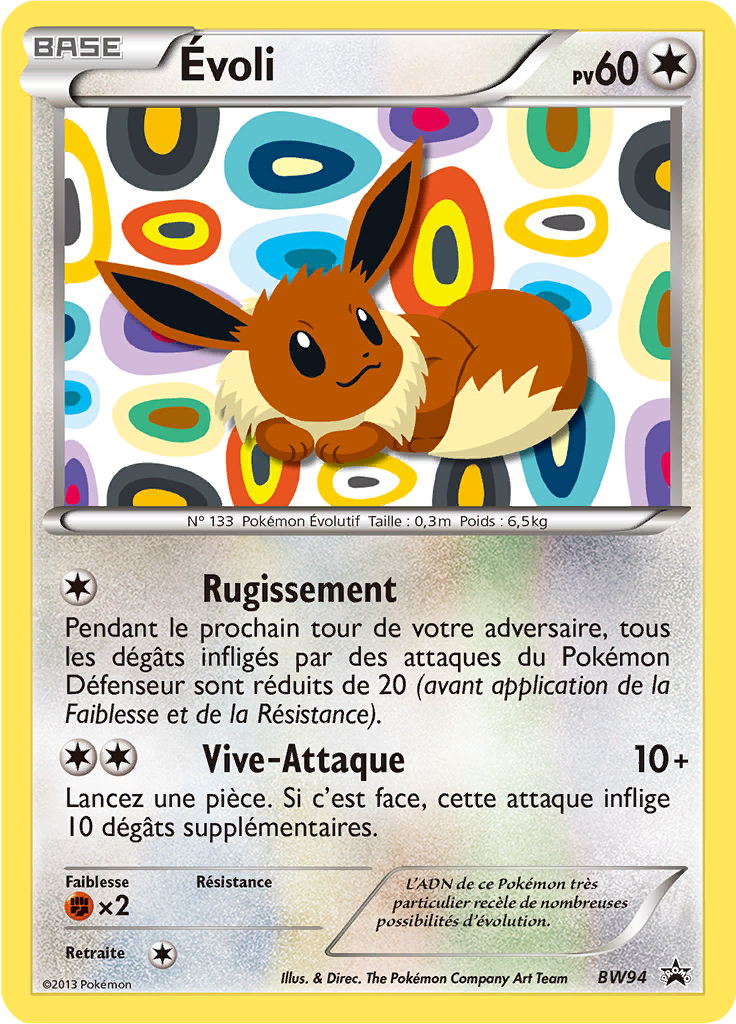 BASE
Évoli
PV60
N° 133 Pokémon Évolutif Taille : 0,3m Poids : 6,5kg
Rugissement
Pendant le prochain tour de votre adversaire, tous
les dégâts infligés par des attaques du Pokémon
Défenseur sont réduits de 20 (avant application de la
Faiblesse et de la Résistance).
Vive-Attaque 10+
Lancez une pièce. Si c'est face, cette attaque inflige
10 dégâts supplémentaires.
Faiblesse Résistance
×2
Retraite
L'ADN de ce Pokémon très
particulier recèle de nombreuses
possibilités d'évolution.
©2013 Pokémon
Illus. & Direc. The Pokémon Company Art Team
BW94
PROMO